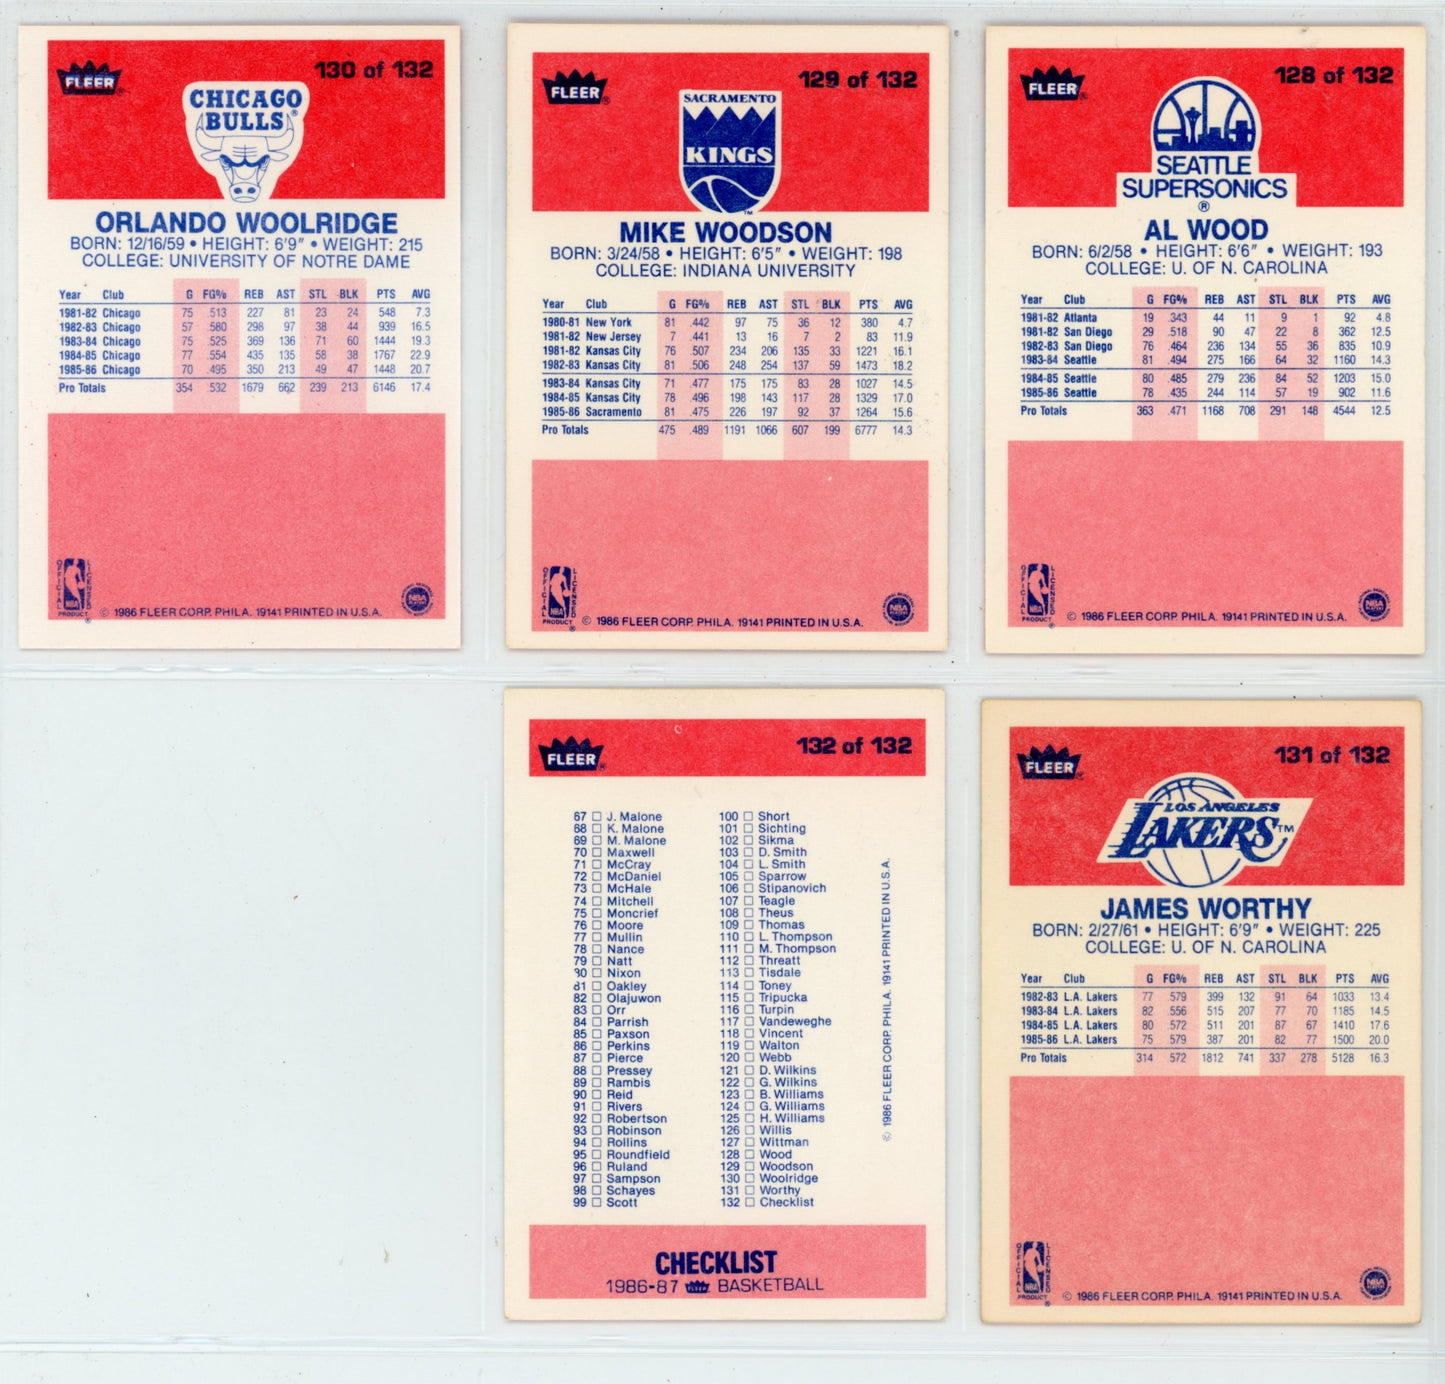 FLEER
130 of 132
CHICAGO
BULLS®
ORLANDO WOOLRIDGE
BORN: 12/16/59 • HEIGHT: 6'9" • WEIGHT: 215
COLLEGE: UNIVERSITY OF NOTRE DAME
Year Club G FG% REB AST STL BLK PTS AVG
1981-82 Chicago 75 .513 227 81 23 24 548 7.3
1982-83 Chicago 57 .580 298 97 38 44 939 16.5
1983-84 Chicago 75 .525 369 136 71 60 1444 19.3
1984-85 Chicago 77 .554 435 135 58 38 1767 22.9
1985-86 Chicago 70 .495 350 213 49 47 1448 20.7
Pro Totals 354 .532 1679 662 239 213 6146 17.4
OFFICIAL LICENSED
NBA
PRODUCT®
© 1986 FLEER CORP. PHILA. 19141 PRINTED IN U.S.A.
NBA
FLEER®
129 of 132
SACRAMENTO
KINGS
™
MIKE WOODSON
BORN: 3/24/58 • HEIGHT: 6'5" • WEIGHT: 198
COLLEGE: INDIANA UNIVERSITY
Year Club G FG% REB AST STL BLK PTS AVG
1980-81 New York 81 .442 97 75 36 12 380 4.7
1981-82 New Jersey 7 .441 13 16 7 2 83 11.9
1981-82 Kansas City 76 .507 234 206 135 33 1221 16.1
1982-83 Kansas City 81 .506 248 254 137 59 1473 18.2
1983-84 Kansas City 71 .477 175 175 83 28 1027 14.5
1984-85 Kansas City 78 .496 198 143 117 28 1329 17.0
1985-86 Sacramento 81 .475 226 197 92 37 1264 15.6
Pro Totals 475 .489 1191 1066 607 199 6777 14.3
OFFICIAL LICENSED
NBA
PRODUCT®
© 1986 FLEER CORP. PHILA. 19141 PRINTED IN U.S.A.
NBA
FLEER®
128 of 132
SEATTLE
SUPERSONICS
®
AL WOOD
BORN: 6/2/58 • HEIGHT: 6'6" • WEIGHT: 193
COLLEGE: U. OF N. CAROLINA
Year Club G FG% REB AST STL BLK PTS AVG
1981-82 Atlanta 19 .343 44 11 9 1 92 4.8
1981-82 San Diego 29 .518 90 47 22 8 362 12.5
1982-83 San Diego 76 .464 236 134 55 36 835 10.9
1983-84 Seattle 81 .494 275 166 64 32 1160 14.3
1984-85 Seattle 80 .485 279 236 84 52 1203 15.0
1985-86 Seattle 78 .435 244 114 57 19 902 11.6
Pro Totals 363 .471 1168 708 291 148 4544 12.5
OFFICIAL LICENSED
NBA
PRODUCT®
© 1986 FLEER CORP. PHILA. 19141 PRINTED IN U.S.A.
NBA
FLEER®
132 of 132
67 J. Malone
68 K. Malone
69 M. Malone
70 Maxwell
71 McCray
72 McDaniel
73 McHale
74 Mitchell
75 Moncrief
76 Moore
77 Mullin
78 Nance
79 Natt
80 Nixon
81 Oakley
82 Olajuwon
83 Orr
84 Parrish
85 Paxson
86 Perkins
87 Pierce
88 Pressey
89 Rambis
90 Reid
91 Rivers
92 Robertson
93 Robinson
94 Rollins
95 Roundfield
96 Ruland
97 Sampson
98 Schayes
99 Scott
100 Short
101 Sichting
102 Sikma
103 D. Smith
104 L. Smith
105 Sparrow
106 Stipanovich
107 Teagle
108 Theus
109 Thomas
110 L. Thompson
111 M. Thompson
112 Threatt
113 Tisdale
114 Toney
115 Tripucka
116 Turpin
117 Vandeweghe
118 Vincent
119 Walton
120 Webb
121 D. Wilkins
122 G. Wilkins
123 B. Williams
124 G. Williams
125 H. Williams
126 Willis
127 Wittman
128 Wood
129 Woodson
130 Woolridge
131 Worthy
132 Checklist
© 1986 FLEER CORP. PHILA. 19141 PRINTED IN U.S.A.
CHECKLIST
1986-87 FLEER BASKETBALL
FLEER®
131 of 132
LOS ANGELES
LAKERS™
JAMES WORTHY
BORN: 2/27/61 • HEIGHT: 6'9" • WEIGHT: 225
COLLEGE: U. OF N. CAROLINA
Year Club G FG% REB AST STL BLK PTS AVG
1982-83 L.A. Lakers 77 .579 399 132 91 64 1033 13.4
1983-84 L.A. Lakers 82 .556 515 207 77 70 1185 14.5
1984-85 L.A. Lakers 80 .572 511 201 87 67 1410 17.6
1985-86 L.A. Lakers 75 .579 387 201 82 77 1500 20.0
Pro Totals 314 .572 1812 741 337 278 5128 16.3
OFFICIAL LICENSED
NBA
PRODUCT®
© 1986 FLEER CORP. PHILA. 19141 PRINTED IN U.S.A.
NBA